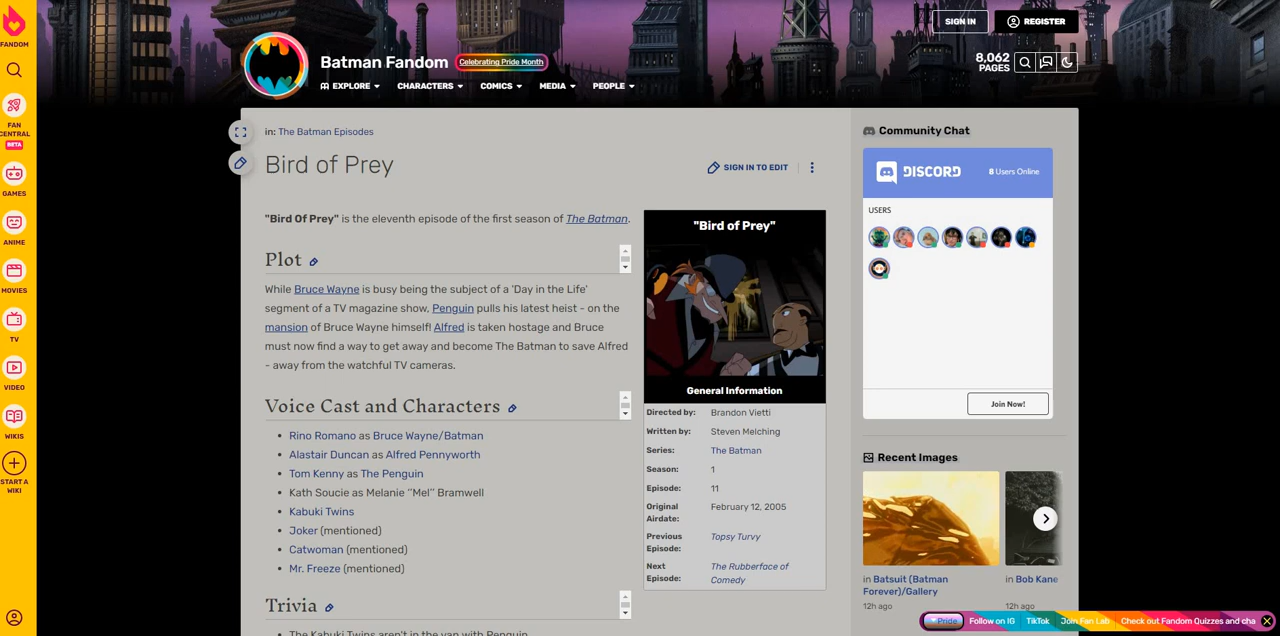 SIGN IN
REGISTER
FANDOM
Batman Fandom
Celebrating Pride Month
8,062
PAGES
EXPLORE
CHARACTERS
COMICS
MEDIA
PEOPLE
FAN
CENTRAL
BETA
GAMES
ANIME
MOVIES
TV
VIDEO
WIKIS
START A
WIKI
in: The Batman Episodes
Bird of Prey
SIGN IN TO EDIT
"Bird Of Prey" is the eleventh episode of the first season of The Batman.
Plot
While Bruce Wayne is busy being the subject of a 'Day in the Life'
segment of a TV magazine show, Penguin pulls his latest heist - on the
mansion of Bruce Wayne himself! Alfred is taken hostage and Bruce
must now find a way to get away and become The Batman to save Alfred
- away from the watchful TV cameras.
Voice Cast and Characters
Rino Romano as Bruce Wayne/Batman
Alastair Duncan as Alfred Pennyworth
Tom Kenny as The Penguin
Kath Soucie as Melanie ''Mel'' Bramwell
Kabuki Twins
Joker (mentioned)
Catwoman (mentioned)
Mr. Freeze (mentioned)
Trivia
The Kabuki Twins aren't in the van with Penguin
"Bird of Prey"
General Information
Directed by: Brandon Vietti
Written by: Steven Melching
Series: The Batman
Season: 1
Episode: 11
Original
Airdate: February 12, 2005
Previous
Episode: Topsy Turvy
Next
Episode: The Rubberface of
Comedy
Community Chat
DISCORD
8 Users Online
USERS
Join Now!
Recent Images
in Batsuit (Batman
Forever)/Gallery
12h ago
in Bob Kane
12h ago
Pride
Follow on IG
TikTok
Join Fan Lab
Check out Fandom Quizzes and cha